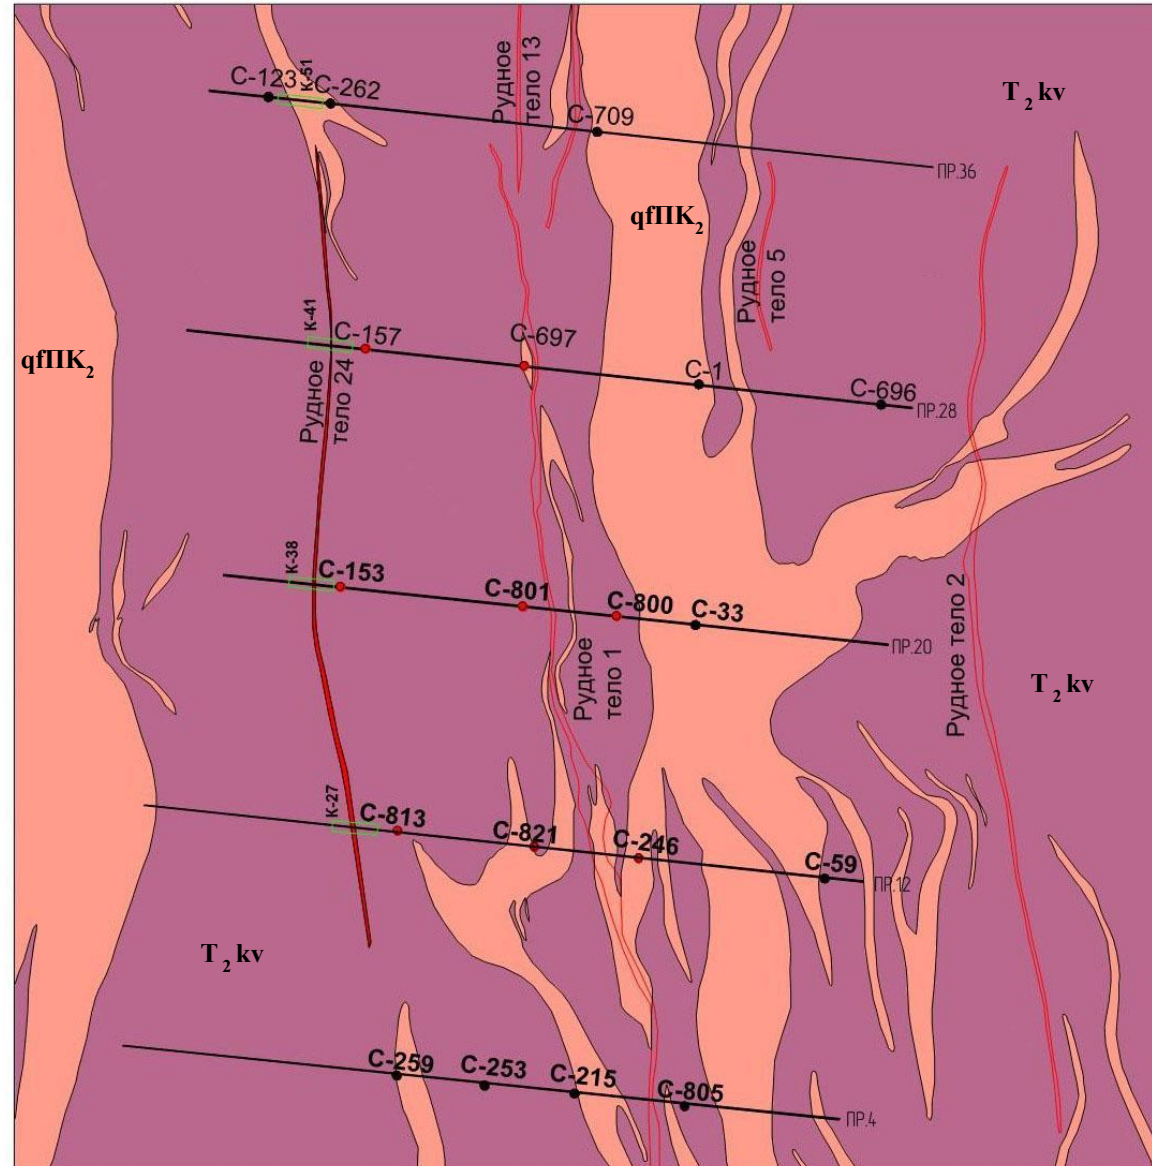 С-123
К-51
С-262
Рудное
тело 13
С-709
T 2 kv
ПР.36
qfПK2
Рудное
тело 5
К-41
С-157
С-697
qfПK2
Рудное
тело 24
С-1
С-696
ПР.28
К-38
С-153
С-801
С-800
С-33
ПР.20
Рудное
тело 1
Рудное тело 2
T 2 kv
К-27
С-813
С-821
С-246
С-59
ПР.12
T 2 kv
С-259
С-253
С-215
С-805
ПР.4